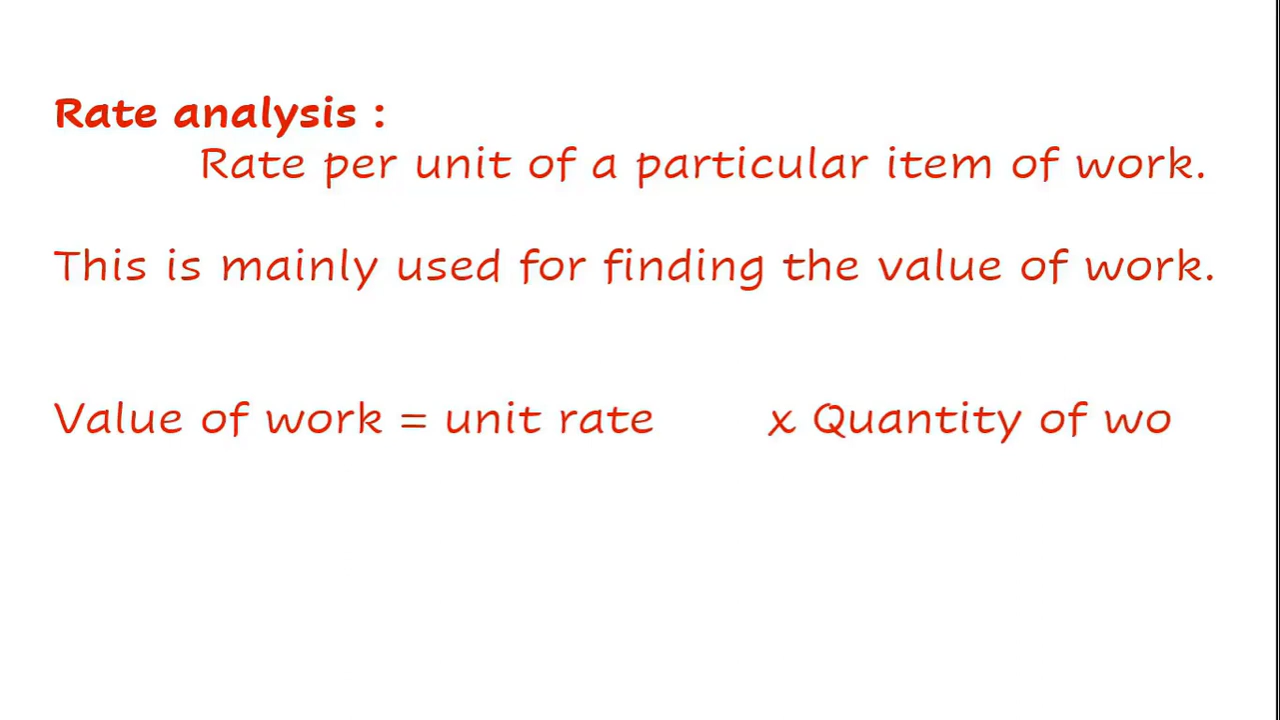 Rate analysis :
Rate per unit of a particular item of work.
This is mainly used for finding the value of work.
Value of work = unit rate x Quantity of wo